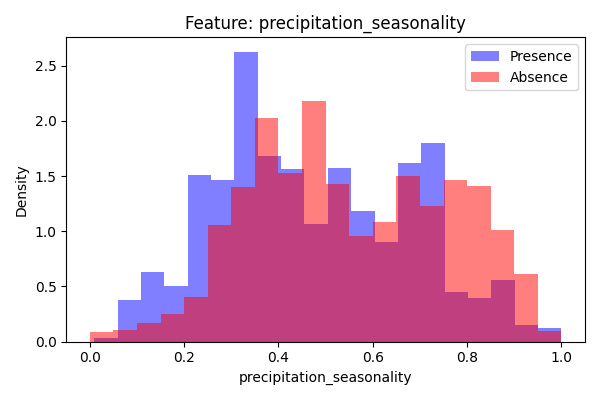 Feature: precipitation_seasonality
Presence
Absence
Density
2.5
2.0
1.5
1.0
0.5
0.0
0.0 0.2 0.4 0.6 0.8 1.0
precipitation_seasonality